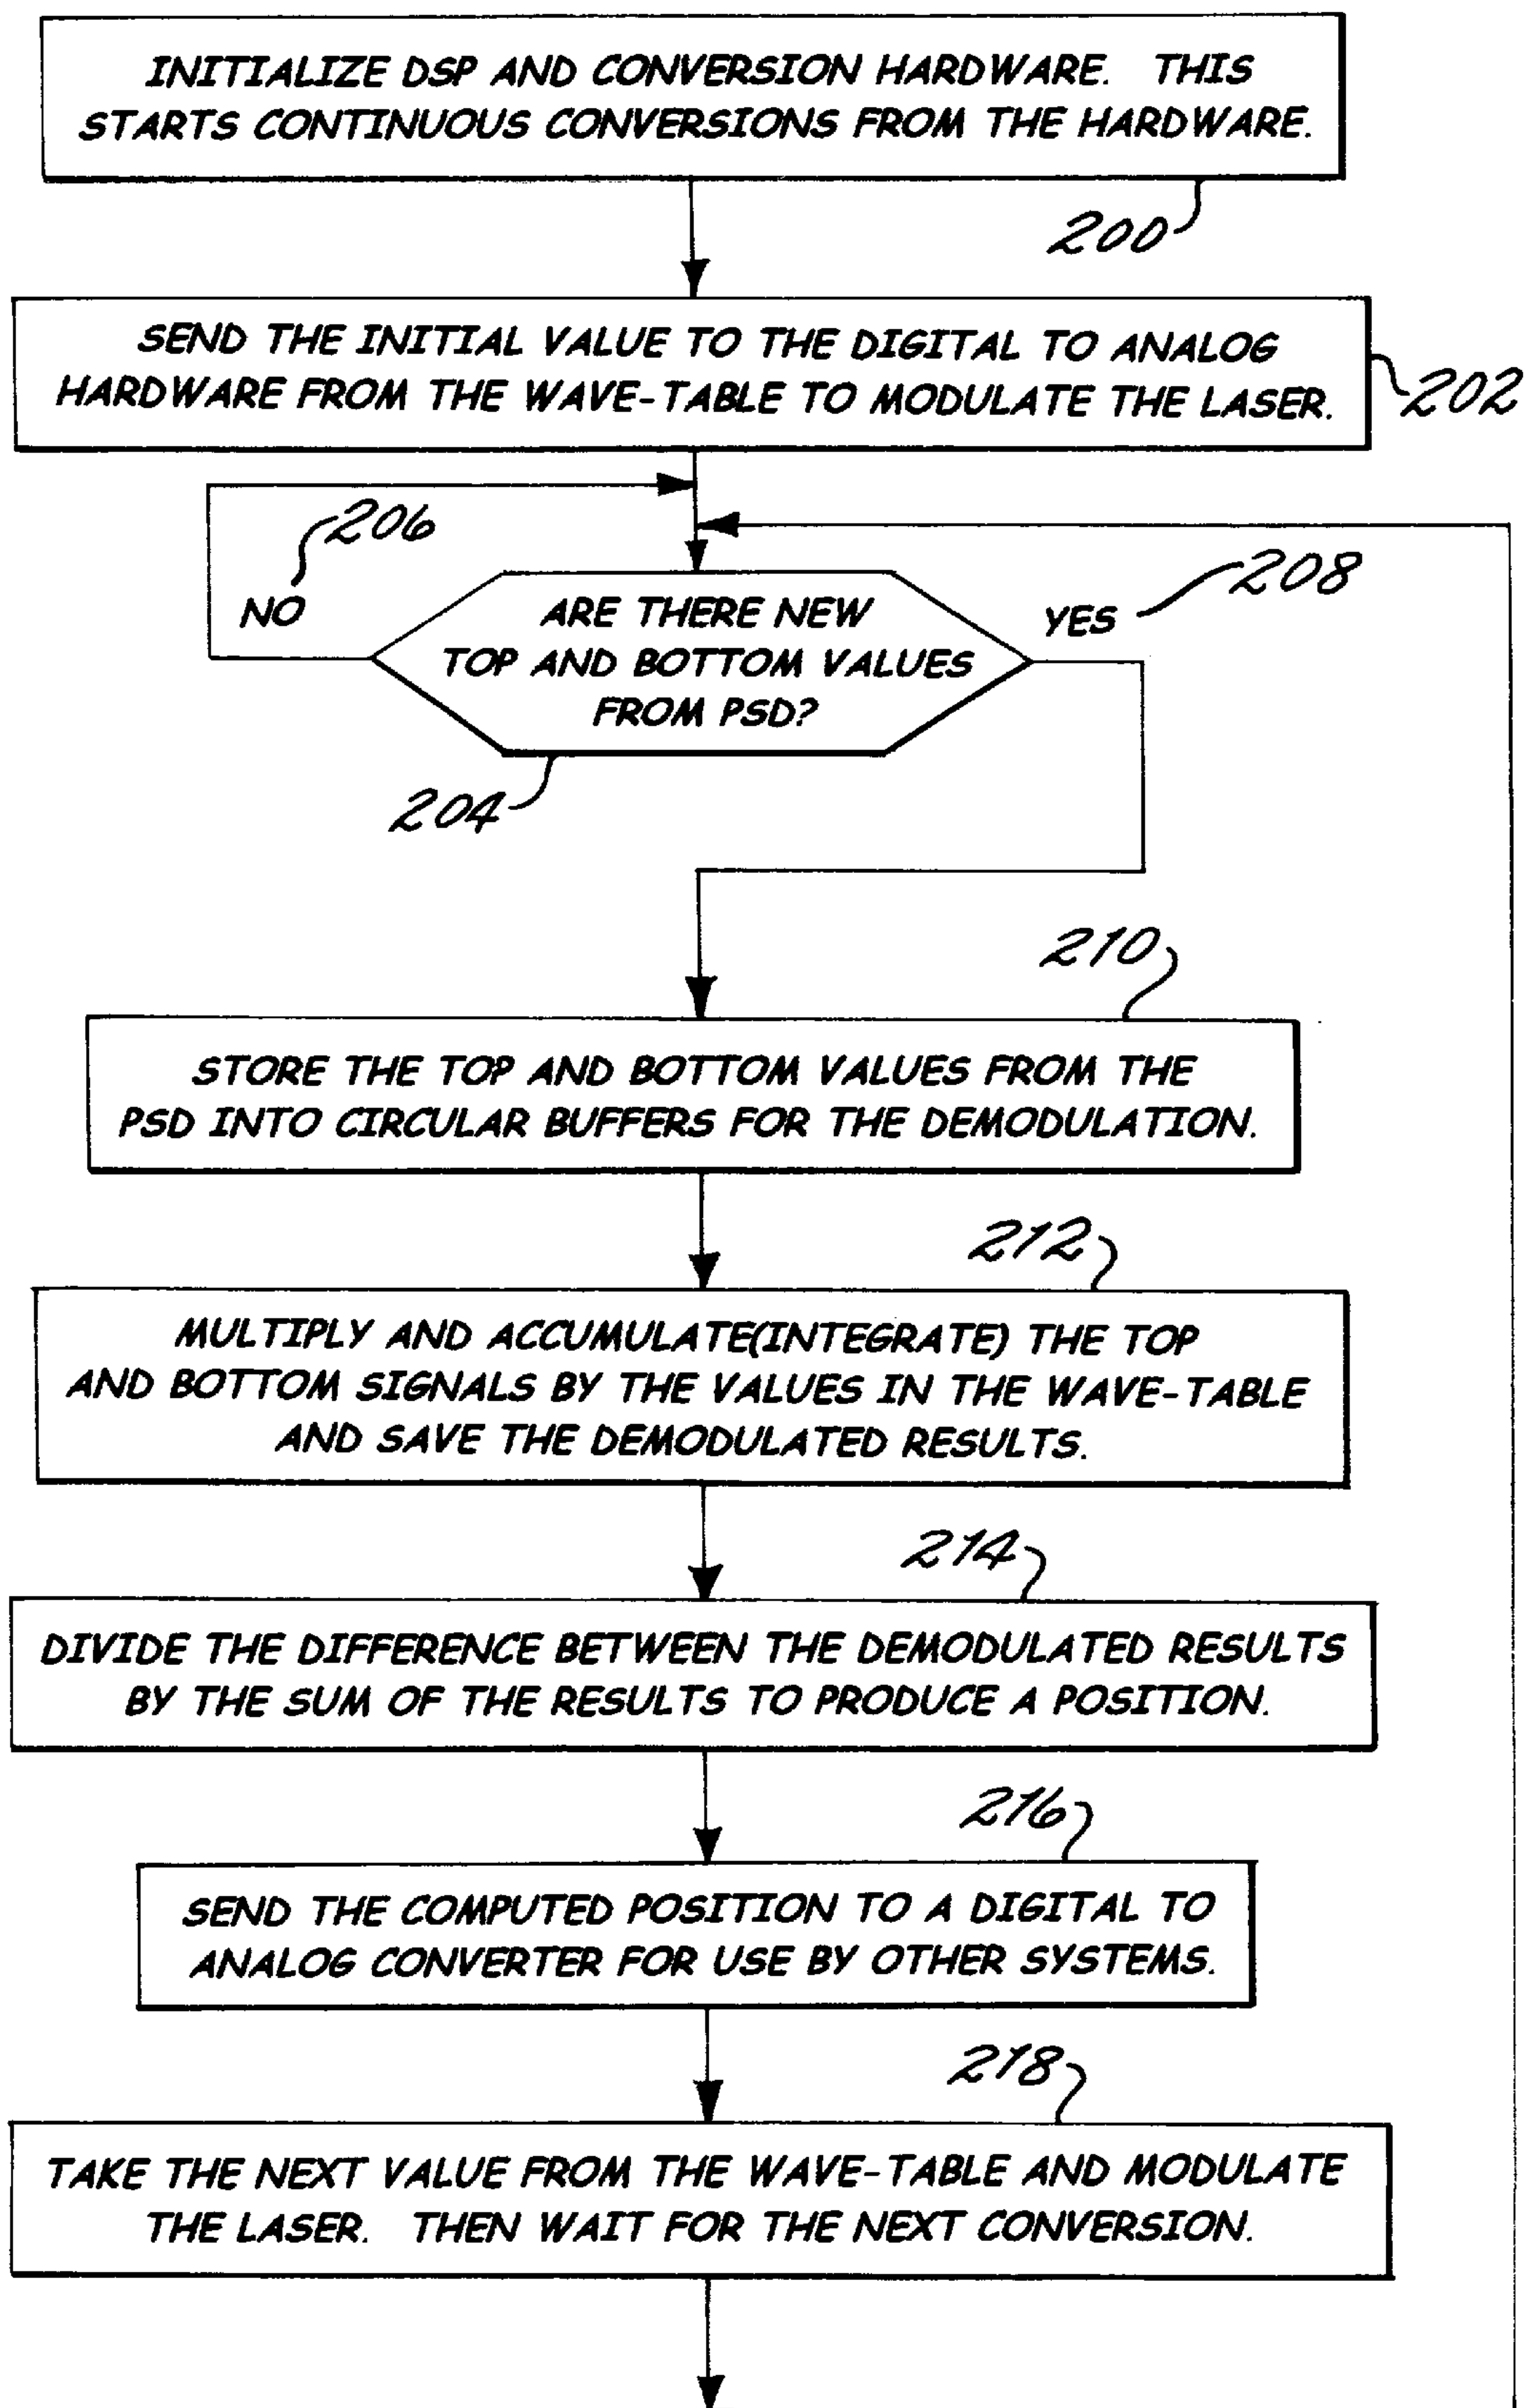 INITIALIZE DSP AND CONVERSION HARDWARE. THIS
STARTS CONTINUOUS CONVERSIONS FROM THE HARDWARE.
200
SEND THE INITIAL VALUE TO THE DIGITAL TO ANALOG
HARDWARE FROM THE WAVE-TABLE TO MODULATE THE LASER.
202
206
208
NO
YES
ARE THERE NEW
TOP AND BOTTOM VALUES
FROM PSD?
204
210
STORE THE TOP AND BOTTOM VALUES FROM THE
PSD INTO CIRCULAR BUFFERS FOR THE DEMODULATION.
212
MULTIPLY AND ACCUMULATE(INTEGRATE) THE TOP
AND BOTTOM SIGNALS BY THE VALUES IN THE WAVE-TABLE
AND SAVE THE DEMODULATED RESULTS.
214
DIVIDE THE DIFFERENCE BETWEEN THE DEMODULATED RESULTS
BY THE SUM OF THE RESULTS TO PRODUCE A POSITION.
216
SEND THE COMPUTED POSITION TO A DIGITAL TO
ANALOG CONVERTER FOR USE BY OTHER SYSTEMS.
218
TAKE THE NEXT VALUE FROM THE WAVE-TABLE AND MODULATE
THE LASER. THEN WAIT FOR THE NEXT CONVERSION.